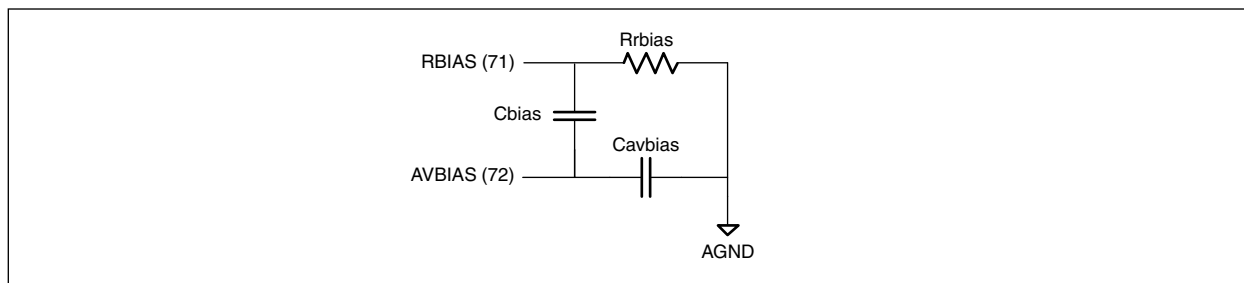 Rrbias
RBIAS (71)
Cbias
Cavbias
AVBIAS (72)
AGND